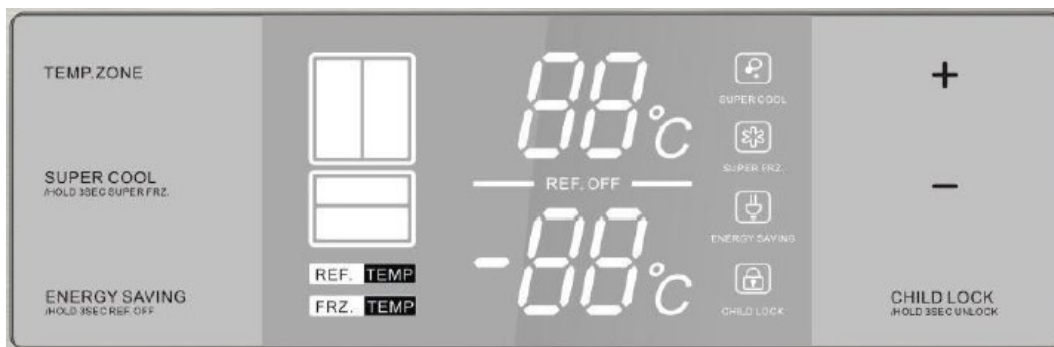 TEMP.ZONE
SUPER COOL
/HOLD 3SEC SUPER FRZ.
ENERGY SAVING
/HOLD 3SEC REF. OFF
REF. TEMP
FRZ. TEMP
88°C
REF. OFF
-88°C
SUPER COOL
SUPER FRZ.
ENERGY SAVING
CHILD LOCK
+
−
CHILD LOCK
/HOLD 3SEC UNLOCK